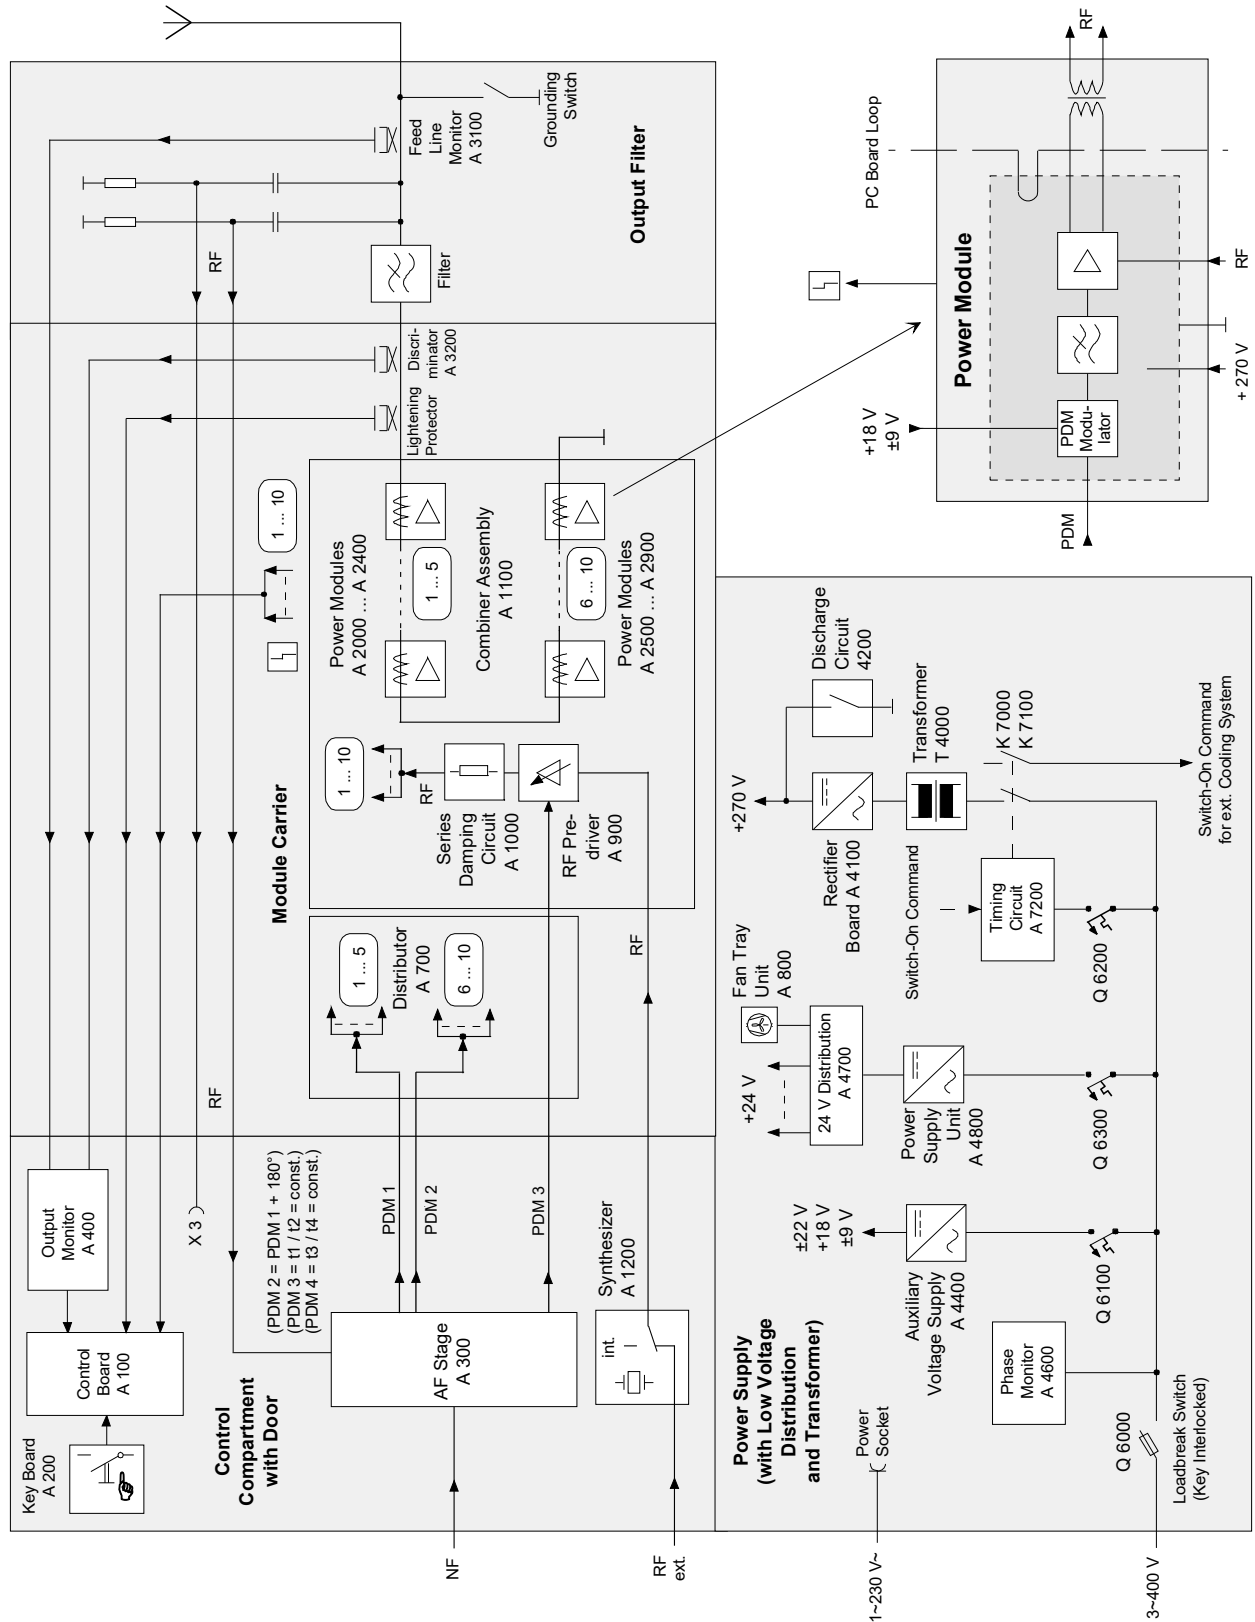 Key Board
A 200
Control
Board
A 100
Output
Monitor
A 400
X 3
RF
RF
Feed
Line
Monitor
A 3100
Grounding
Switch
Output Filter
Filter
Discri-
minator
A 3200
Lightening
Protector
Control
Compartment
with Door
(PDM 2 = PDM 1 + 180°)
(PDM 3 = t1 / t2 = const.)
(PDM 4 = t3 / t4 = const.)
AF Stage
A 300
PDM 1
PDM 2
PDM 3
NF
Synthesizer
A 1200
int.
RF
ext.
RF
Module Carrier
1 ... 5
Distributor
A 700
6 ... 10
1 ... 10
RF
Series
Damping
Circuit
A 1000
RF Pre-
driver
A 900
1 ... 10
Power Modules
A 2000 ... A 2400
1 ... 5
Combiner Assembly
A 1100
6 ... 10
Power Modules
A 2500 ... A 2900
Power Supply
(with Low Voltage
Distribution
and Transformer)
1~230 V~
Power
Socket
3~400 V
Q 6000
Loadbreak Switch
(Key Interlocked)
Phase
Monitor
A 4600
±22 V
+18 V
±9 V
Auxiliary
Voltage Supply
A 4400
Q 6100
+24 V
Fan Tray
Unit
A 800
24 V Distribution
A 4700
Power
Supply
Unit
A 4800
Q 6300
Switch-On Command
Timing
Circuit
A 7200
Q 6200
+270 V
Rectifier
Board A 4100
Discharge
Circuit
4200
Transformer
T 4000
K 7000
K 7100
Switch-On Command
for ext. Cooling System
Power Module
PC Board Loop
RF
+18 V
±9 V
PDM
PDM
Modu-
lator
+ 270 V
RF